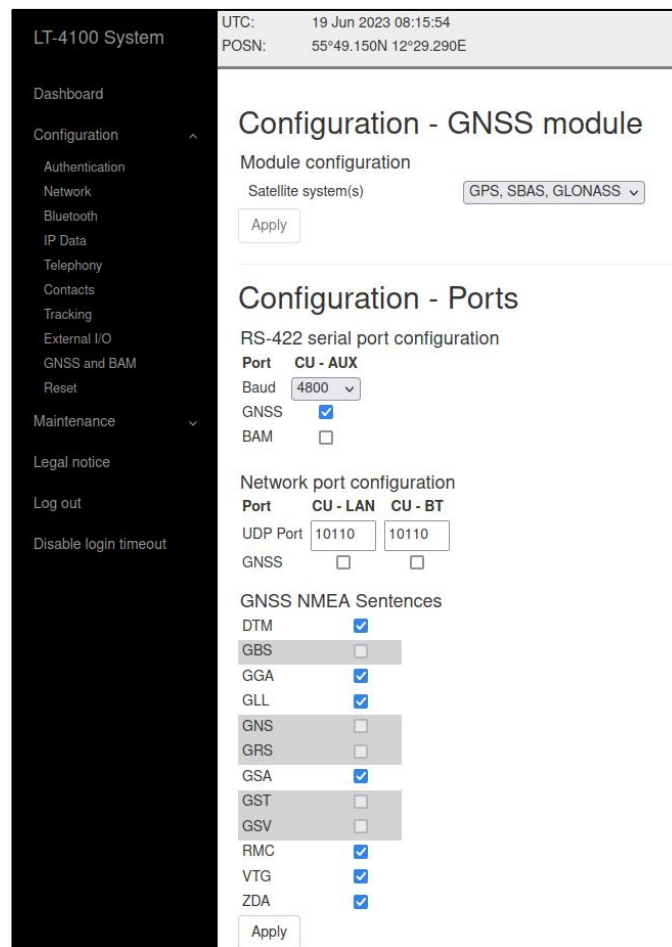 LT-4100 System
UTC: 19 Jun 2023 08:15:54
POSN: 55°49.150N 12°29.290E
Dashboard
Configuration
Authentication
Network
Bluetooth
IP Data
Telephony
Contacts
Tracking
External I/O
GNSS and BAM
Reset
Maintenance
Legal notice
Log out
Disable login timeout
Configuration - GNSS module
Module configuration
Satellite system(s) GPS, SBAS, GLONASS
Apply
Configuration - Ports
RS-422 serial port configuration
Port CU - AUX
Baud 4800
GNSS
BAM
Network port configuration
Port CU - LAN CU - BT
UDP Port 10110 10110
GNSS
GNSS NMEA Sentences
DTM
GBS
GGA
GLL
GNS
GRS
GSA
GST
GSV
RMC
VTG
ZDA
Apply